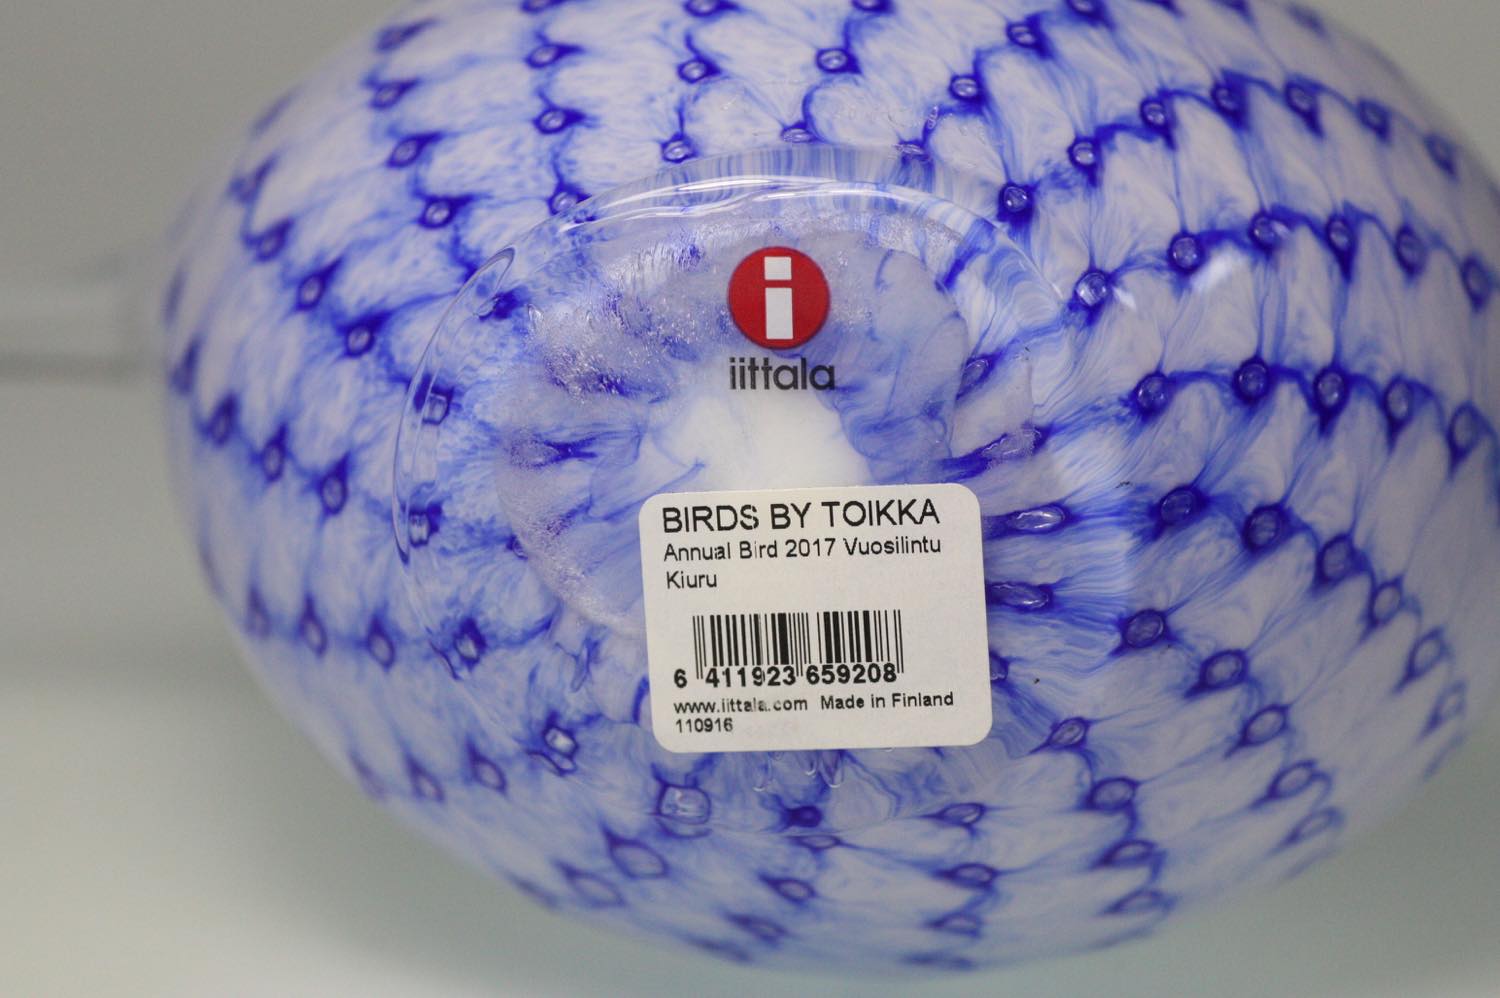 i
iittala
BIRDS BY TOIKKA
Annual Bird 2017 Vuosilintu
Kiuru
6 411923 659208
www.iittala.com Made in Finland
110916